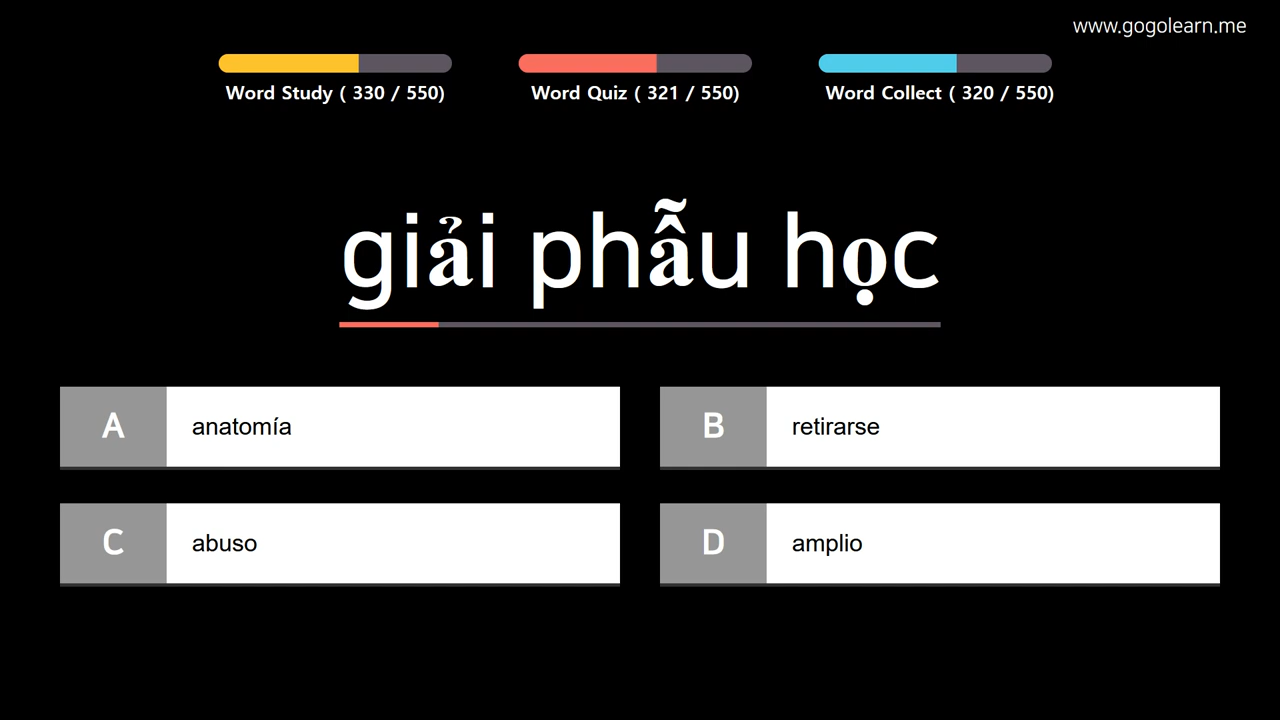 www.gogolearn.me
Word Study ( 330 / 550)
Word Quiz ( 321 / 550)
Word Collect ( 320 / 550)
giải phẫu học
A anatomía
B retirarse
C abuso
D amplio